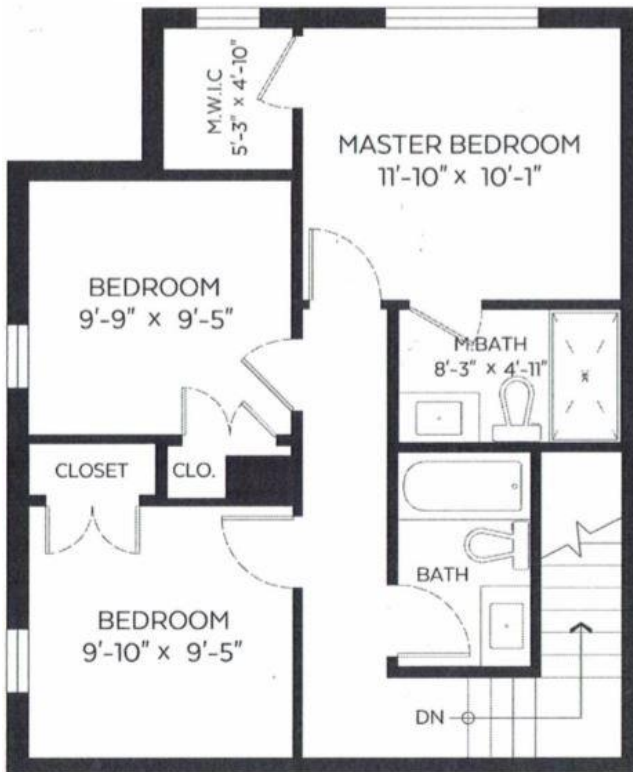 M.W.I.C
5'-3" x 4'-10"
MASTER BEDROOM
11'-10" x 10'-1"
BEDROOM
9'-9" x 9'-5"
M.BATH
8'-3" x 4'-11"
CLOSET
CLO.
BATH
BEDROOM
9'-10" x 9'-5"
DN